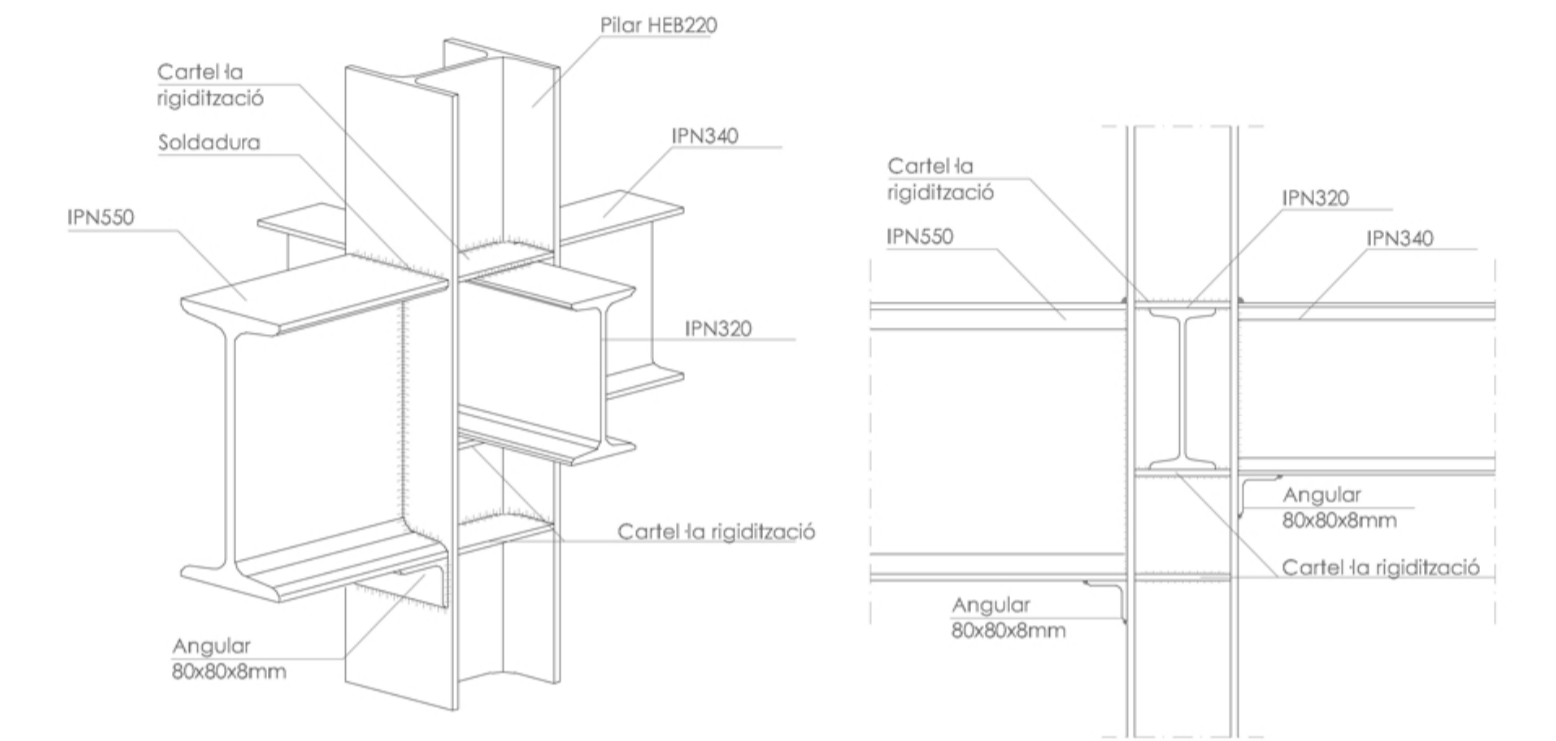 Pilar HEB220
Cartel·la
rigidització
Soldadura
IPN340
IPN550
IPN320
Cartel·la rigidització
Angular
80x80x8mm
Cartel·la
rigidització
IPN320
IPN550
IPN340
Angular
80x80x8mm
Cartel·la rigidització
Angular
80x80x8mm